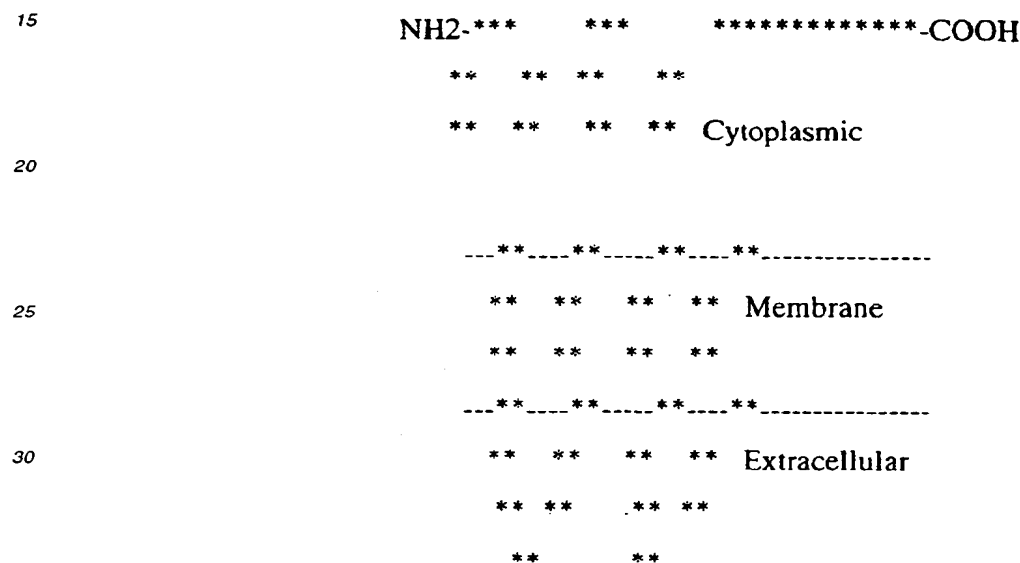 15 NH2-*** *** *************-COOH
** ** ** **
** ** ** ** Cytoplasmic
20
---**----**-----**----**-----------------
25 ** ** ** ** Membrane
** ** ** **
---**----**-----**----**-----------------
30 ** ** ** ** Extracellular
** ** ** **
** **